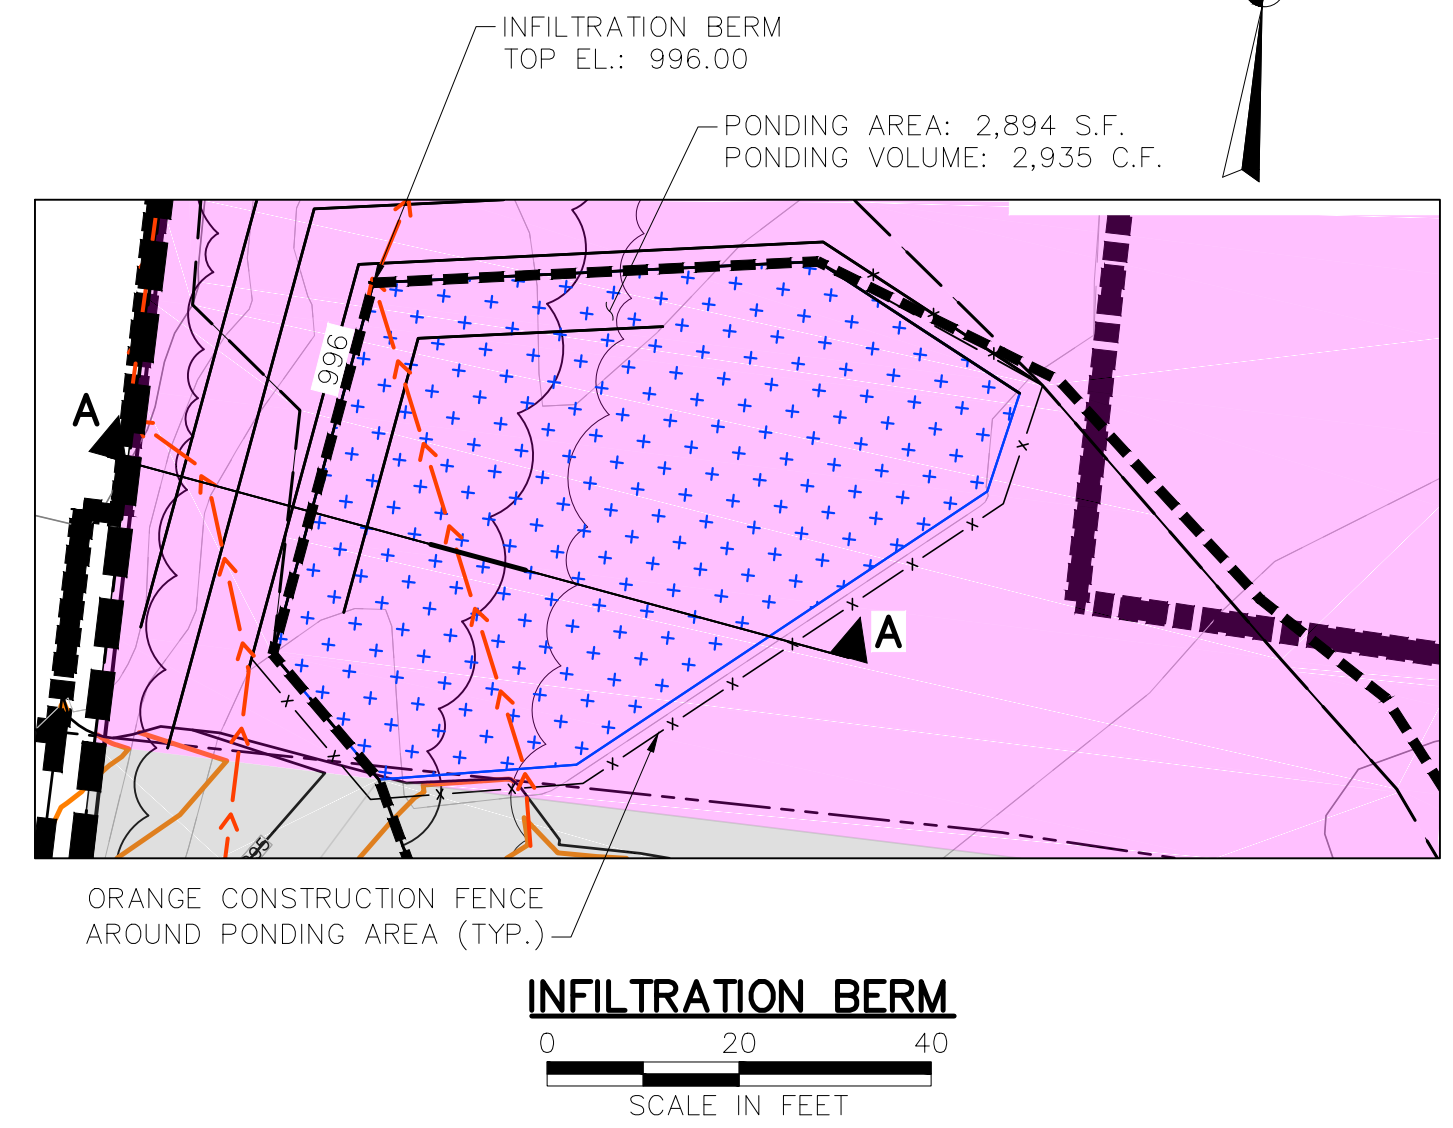 INFILTRATION BERM
TOP EL.: 996.00
PONDING AREA: 2,894 S.F.
PONDING VOLUME: 2,935 C.F.
996
A
A
ORANGE CONSTRUCTION FENCE
AROUND PONDING AREA (TYP.)
INFILTRATION BERM
0 20 40
SCALE IN FEET